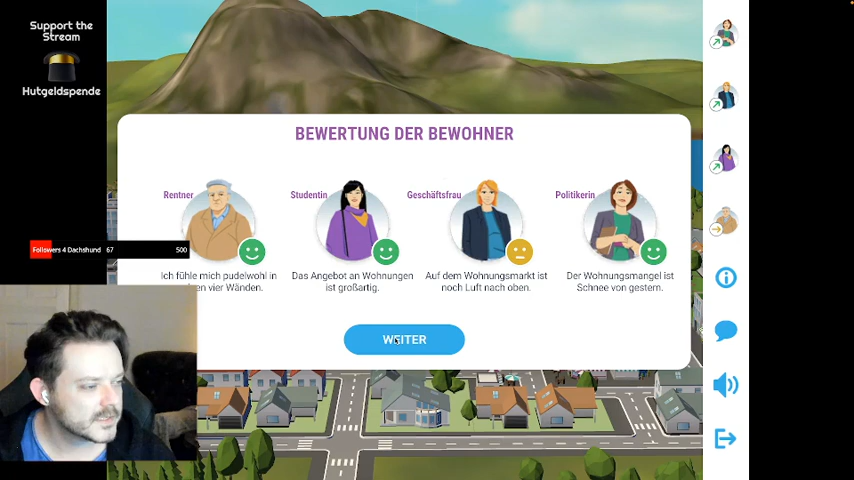 Support the
Stream
Hutgeldspende
BEWERTUNG DER BEWOHNER
Rentner
Studentin
Geschäftsfrau
Politikerin
Followers 4 Dachshund 67 500
Ich fühle mich pudelwohl in
vier Wänden.
Das Angebot an Wohnungen
ist großartig.
Auf dem Wohnungsmarkt ist
noch Luft nach oben.
Der Wohnungsmangel ist
Schnee von gestern.
WEITER